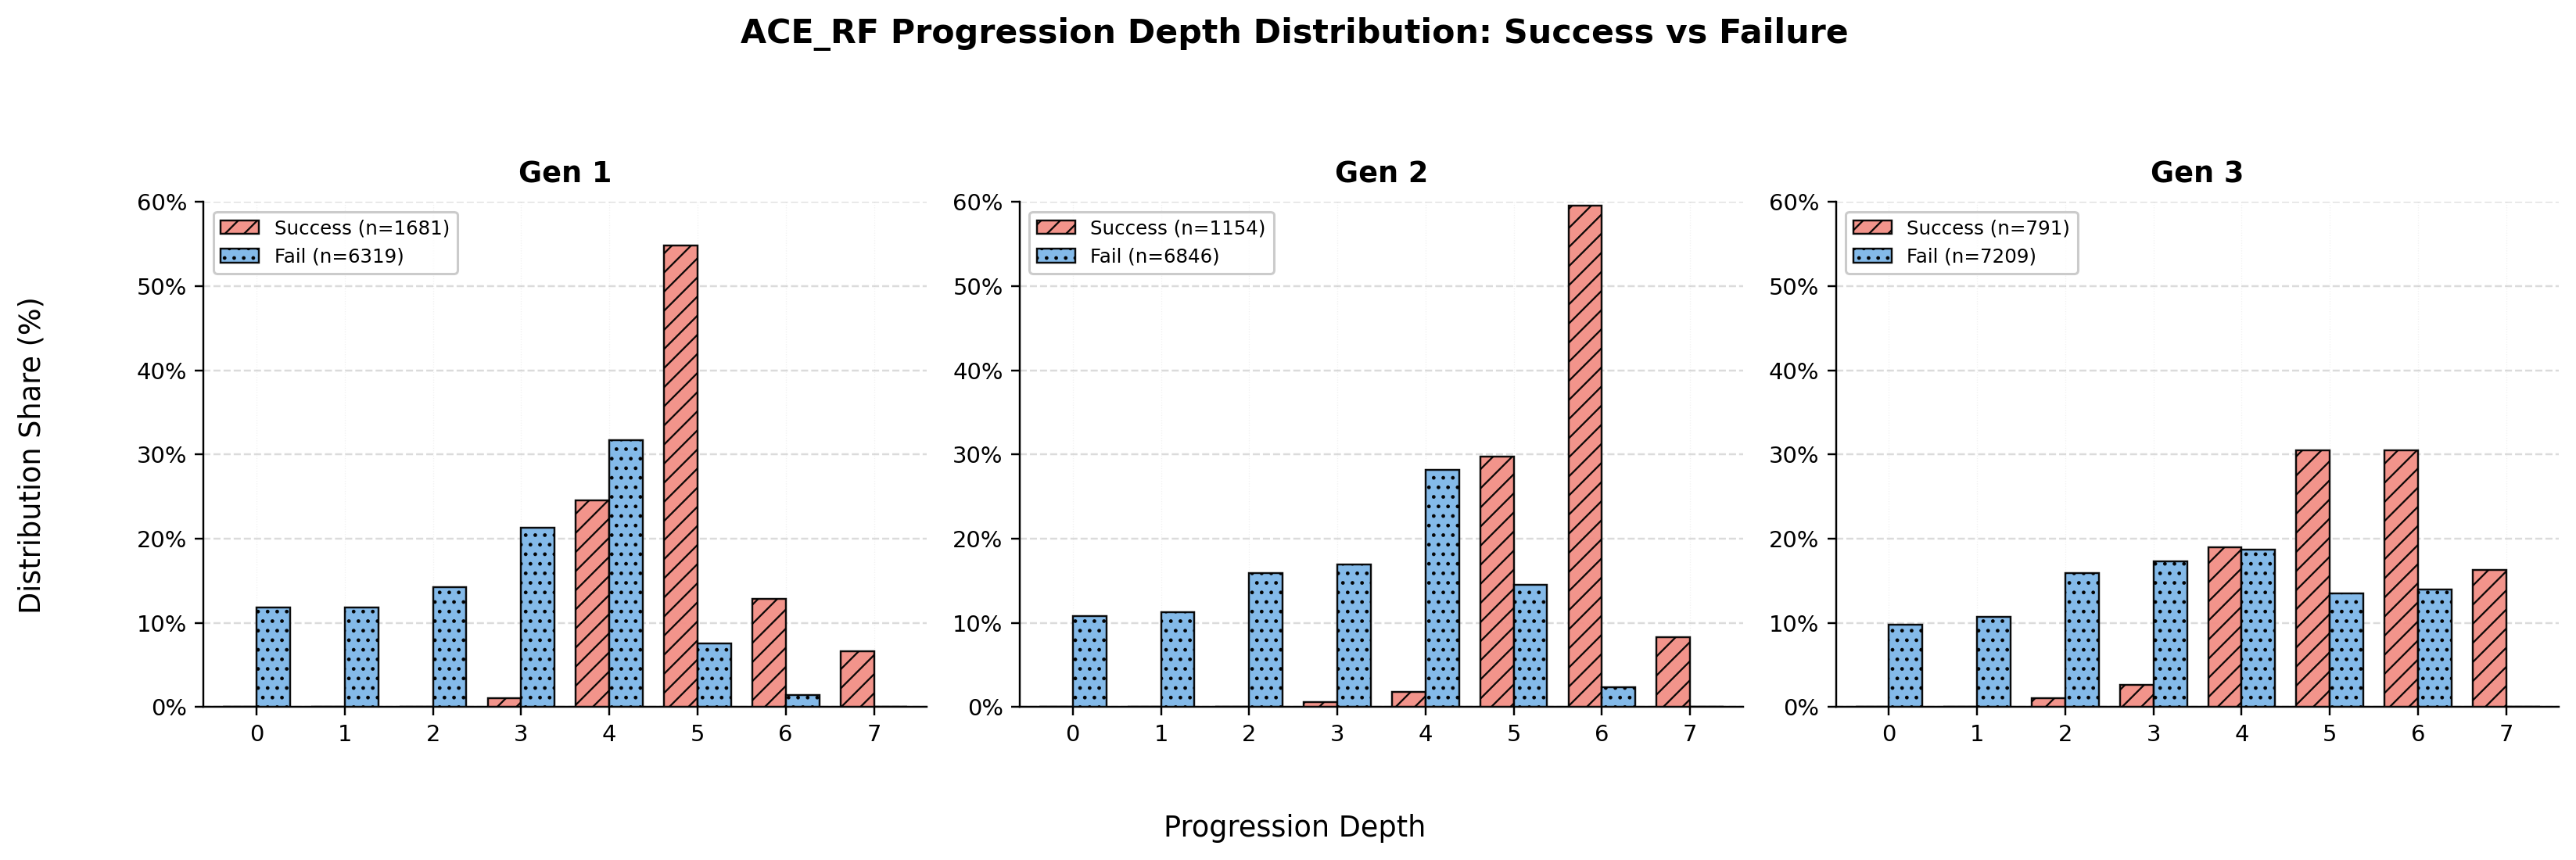 ACE_RF Progression Depth Distribution: Success vs Failure
Distribution Share (%)
Gen 1
60%
50%
40%
30%
20%
10%
0%
Success (n=1681)
Fail (n=6319)
0 1 2 3 4 5 6 7
Gen 2
60%
50%
40%
30%
20%
10%
0%
Success (n=1154)
Fail (n=6846)
0 1 2 3 4 5 6 7
Gen 3
60%
50%
40%
30%
20%
10%
0%
Success (n=791)
Fail (n=7209)
0 1 2 3 4 5 6 7
Progression Depth